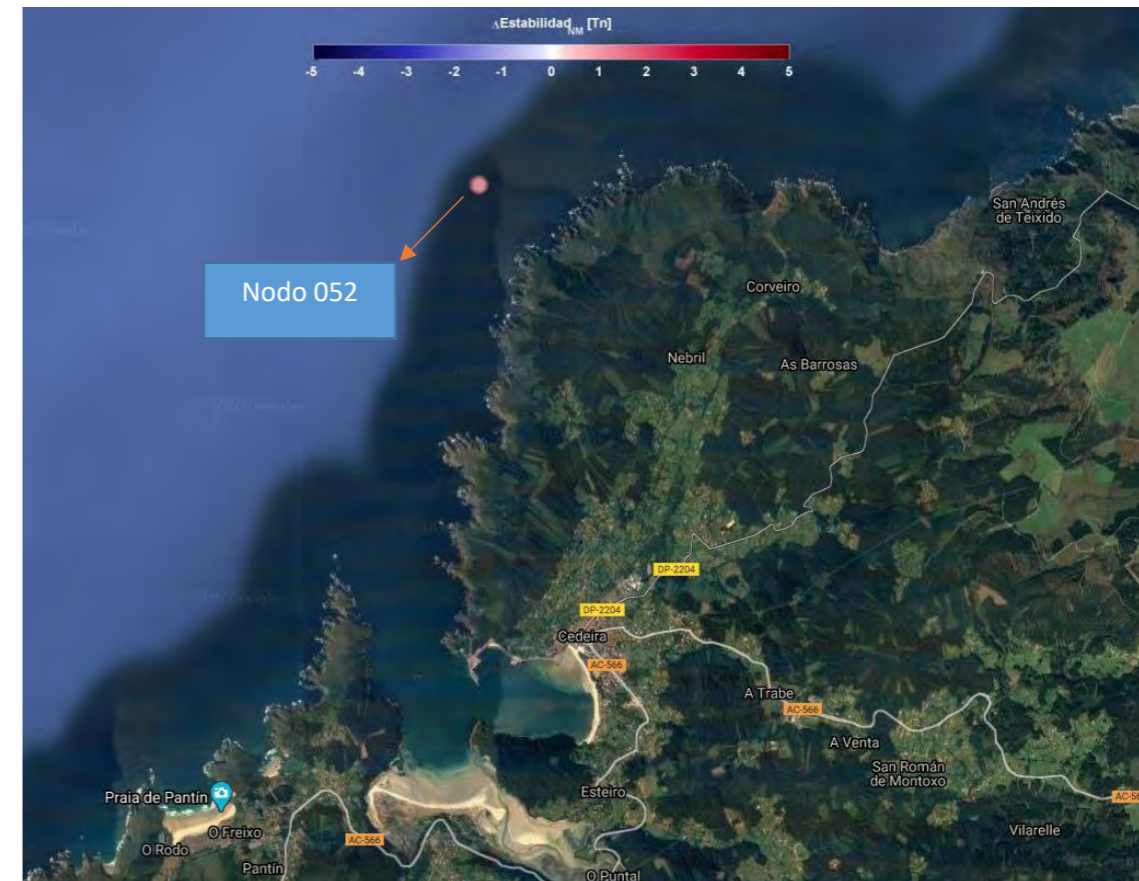 ΔEstabilidad_NM [Tn]
-5 -4 -3 -2 -1 0 1 2 3 4 5
San Andrés
de Teixido
Nodo 052
Corveiro
Nebril
As Barrosas
DP-2204
DP-2204
Cedeira
AC-566
A Trabe
AC-566
A Venta
San Román
de Montoxo
Esteiro
Praia de Pantín
O Freixo
O Rodo
AC-566
Vilarelle
Pantín
O Puntal